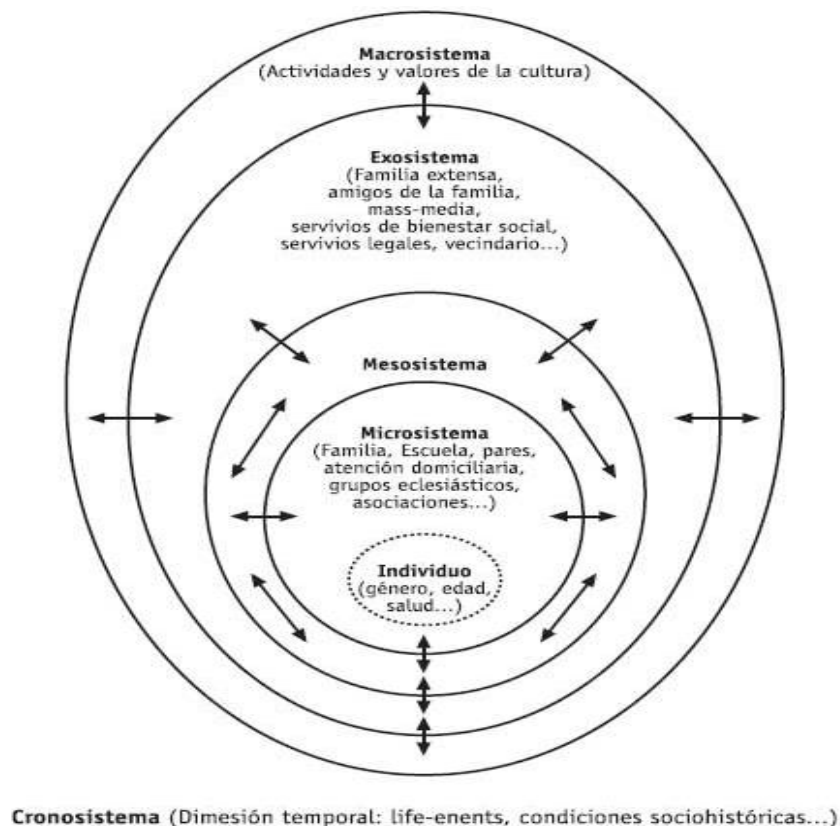 Macrosistema
(Actividades y valores de la cultura)
Exosistema
(Familia extensa,
amigos de la familia,
mass-media,
servivios de bienestar social,
servivios legales, vecindario...)
Mesosistema
Microsistema
(Familia, Escuela, pares,
atención domiciliaria,
grupos eclesiásticos,
asociaciones...)
Individuo
(género, edad,
salud...)
Cronosistema (Dimesión temporal: life-enents, condiciones sociohistóricas...)